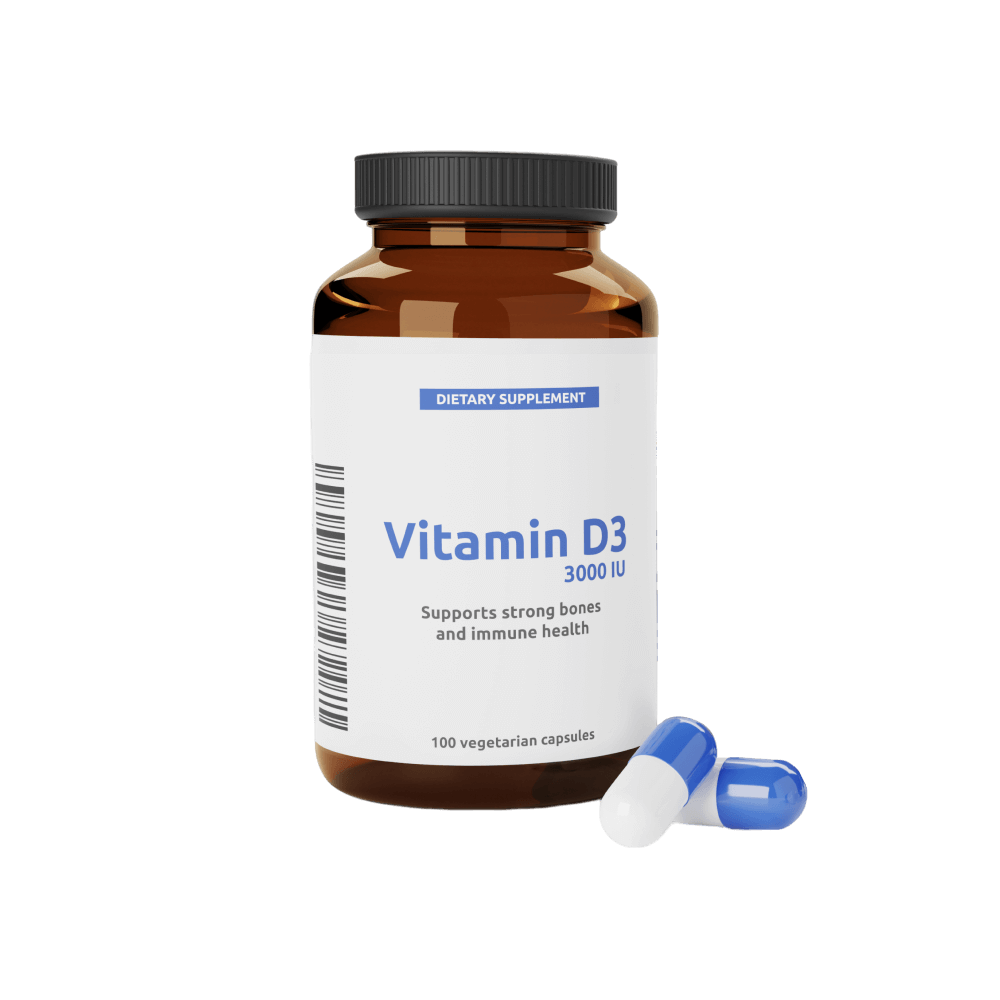 DIETARY SUPPLEMENT
Vitamin D3
3000 IU
Supports strong bones
and immune health
100 vegetarian capsules